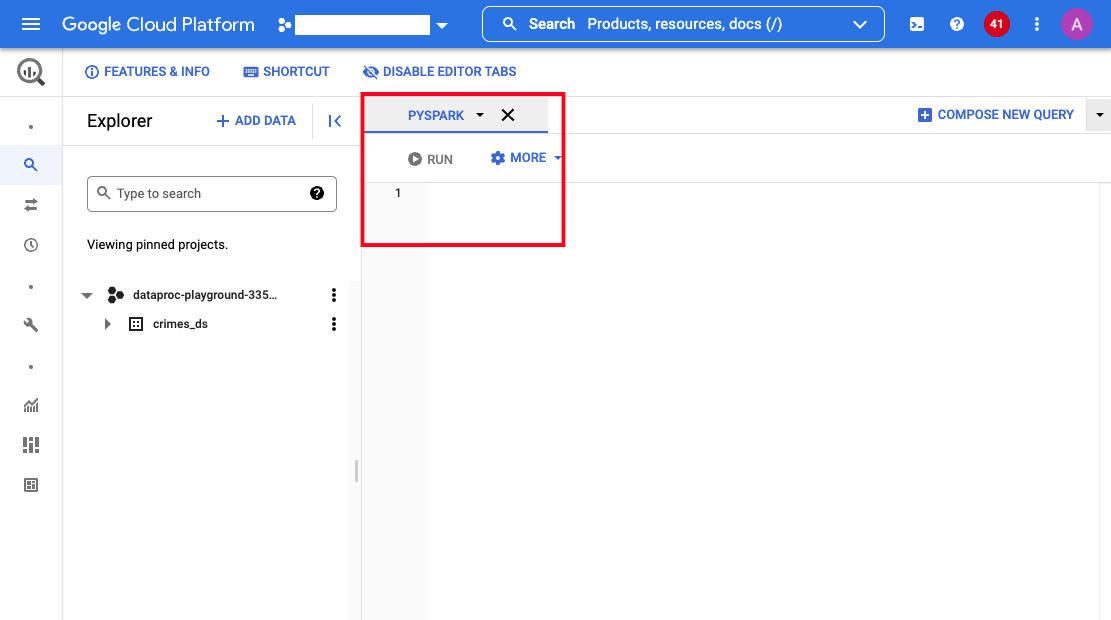 Google Cloud Platform
Search Products, resources, docs (/)
41
A
FEATURES & INFO
SHORTCUT
DISABLE EDITOR TABS
Explorer
ADD DATA
PYSPARK
COMPOSE NEW QUERY
RUN
MORE
1
Type to search
Viewing pinned projects.
dataproc-playground-335...
crimes_ds